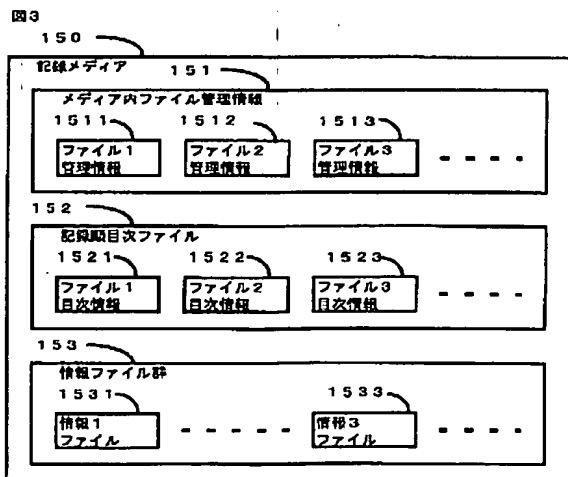 図3
150
記録メディア
151
メディア内ファイル管理情報
1511
1512
1513
ファイル1
管理情報
ファイル2
管理情報
ファイル3
管理情報
152
記録順目次ファイル
1521
1522
1523
ファイル1
目次情報
ファイル2
目次情報
ファイル3
目次情報
153
情報ファイル群
1531
1533
情報1
ファイル
情報3
ファイル